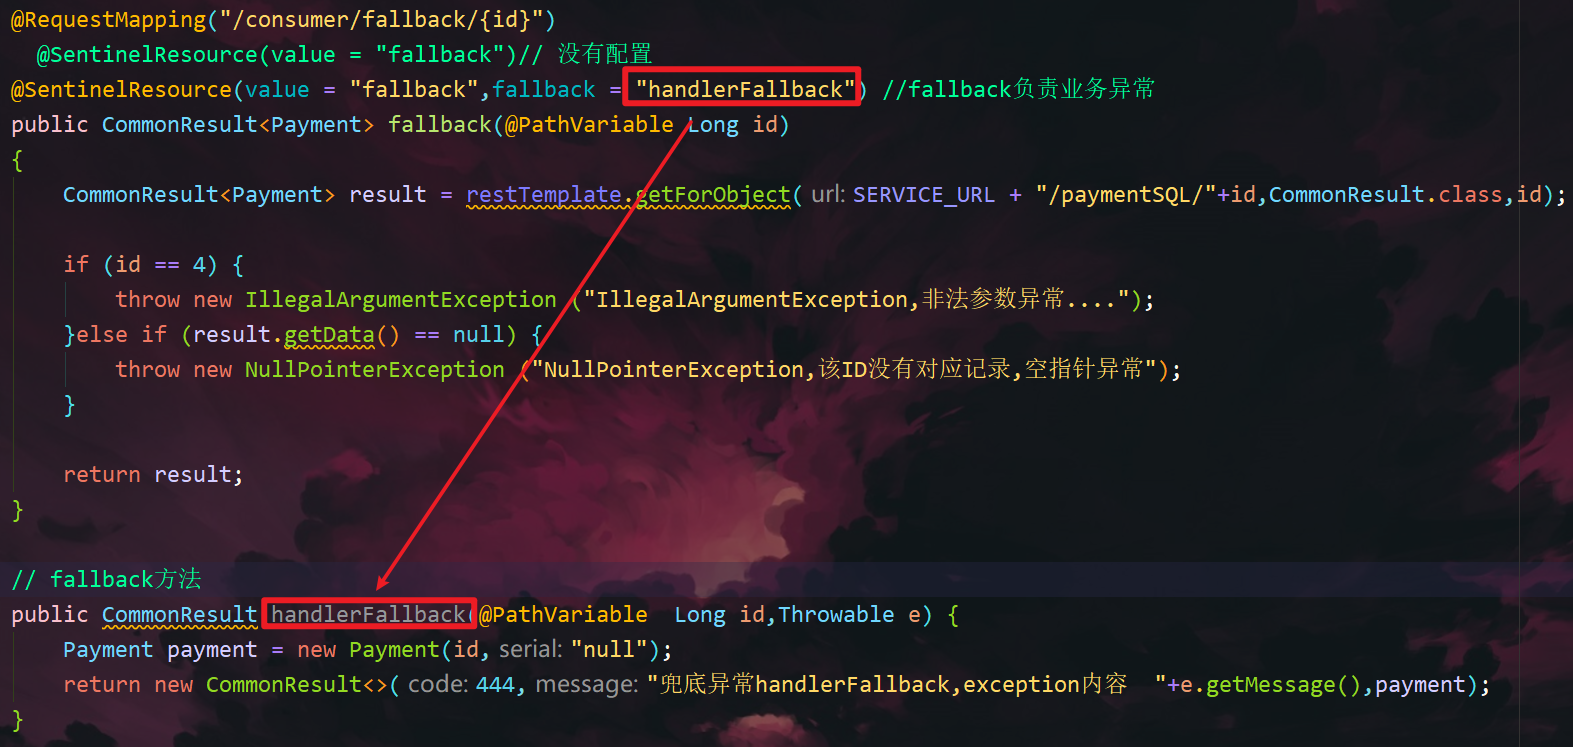 @RequestMapping("/consumer/fallback/{id}")
@SentinelResource(value = "fallback")// 没有配置
@SentinelResource(value = "fallback",fallback = "handlerFallback") //fallback负责业务异常
public CommonResult<Payment> fallback(@PathVariable Long id)
{
CommonResult<Payment> result = restTemplate.getForObject( url: SERVICE_URL + "/paymentSQL/"+id,CommonResult.class,id);
if (id == 4) {
throw new IllegalArgumentException ("IllegalArgumentException,非法参数异常....");
}else if (result.getData() == null) {
throw new NullPointerException ("NullPointerException,该ID没有对应记录,空指针异常");
}
return result;
}
// fallback方法
public CommonResult handlerFallback(@PathVariable  Long id,Throwable e) {
Payment payment = new Payment(id, serial: "null");
return new CommonResult<>( code: 444, message: "兜底异常handlerFallback,exception内容  "+e.getMessage(),payment);
}